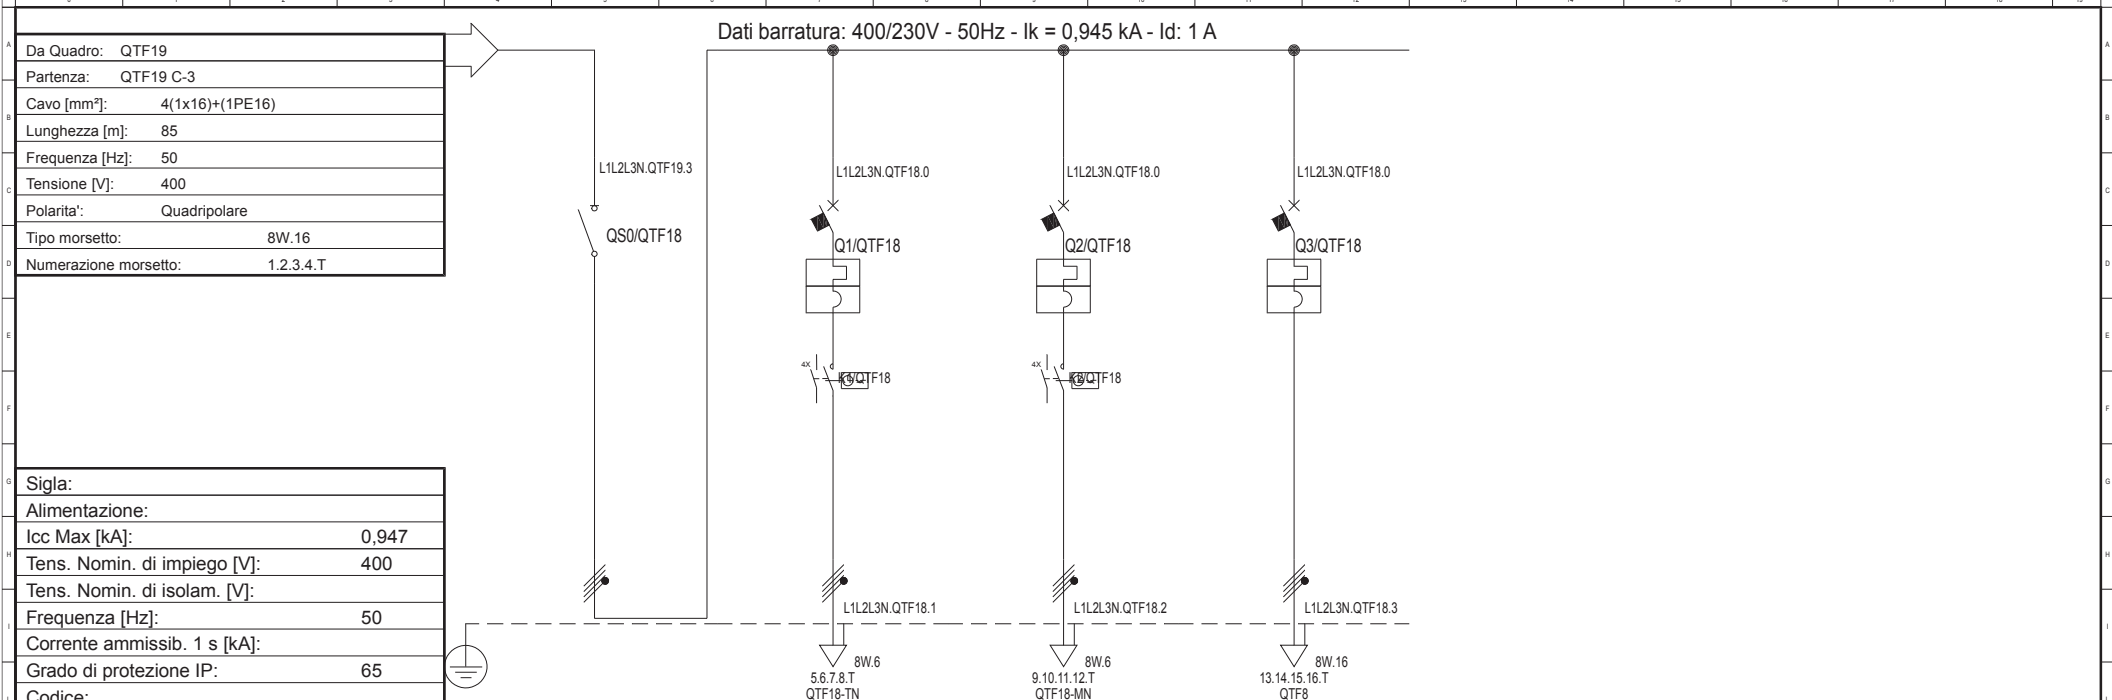 Dati barratura: 400/230V - 50Hz - Ik = 0,945 kA - Id: 1 A
Da Quadro: QTF19
Partenza: QTF19 C-3
Cavo [mm²]: 4(1x16)+(1PE16)
Lunghezza [m]: 85
Frequenza [Hz]: 50
Tensione [V]: 400
Polarita': Quadripolare
Tipo morsetto: 8W.16
Numerazione morsetto: 1.2.3.4.T
L1L2L3N.QTF19.3
L1L2L3N.QTF18.0
L1L2L3N.QTF18.0
L1L2L3N.QTF18.0
QS0/QTF18
Q1/QTF18
Q2/QTF18
Q3/QTF18
4X
K1/QTF18
4X
K2/QTF18
Sigla:
Alimentazione:
Icc Max [kA]: 0,947
Tens. Nomin. di impiego [V]: 400
Tens. Nomin. di isolam. [V]:
Frequenza [Hz]: 50
Corrente ammissib. 1 s [kA]:
Grado di protezione IP: 65
Codice:
L1L2L3N.QTF18.1
L1L2L3N.QTF18.2
L1L2L3N.QTF18.3
8W.6
8W.6
8W.16
5.6.7.8.T
9.10.11.12.T
13.14.15.16.T
QTF18-TN
QTF18-MN
QTF8